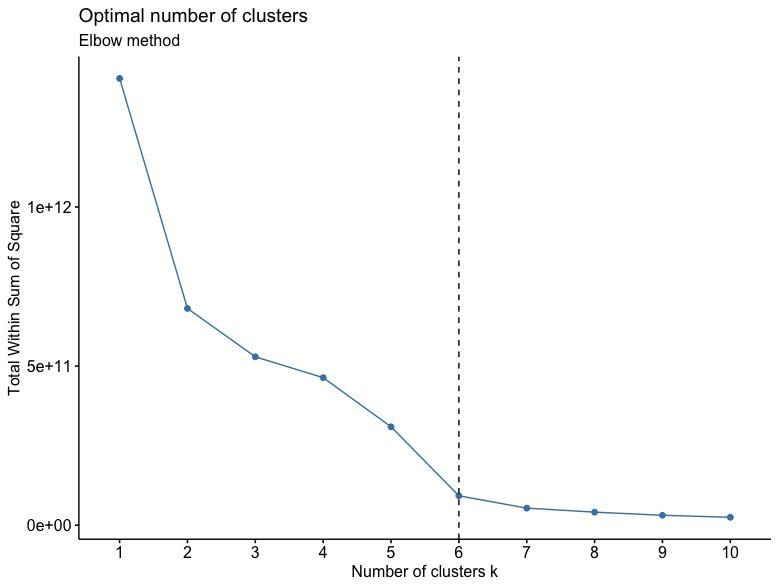 Optimal number of clusters
Elbow method
Total Within Sum of Square
1e+12
5e+11
0e+00
1 2 3 4 5 6 7 8 9 10
Number of clusters k